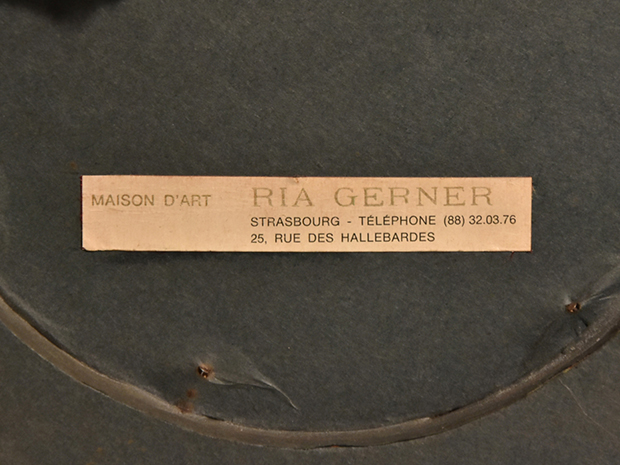 MAISON D'ART RIA GERNER
STRASBOURG - TÉLÉPHONE (88) 32.03.76
25, RUE DES HALLEBARDES